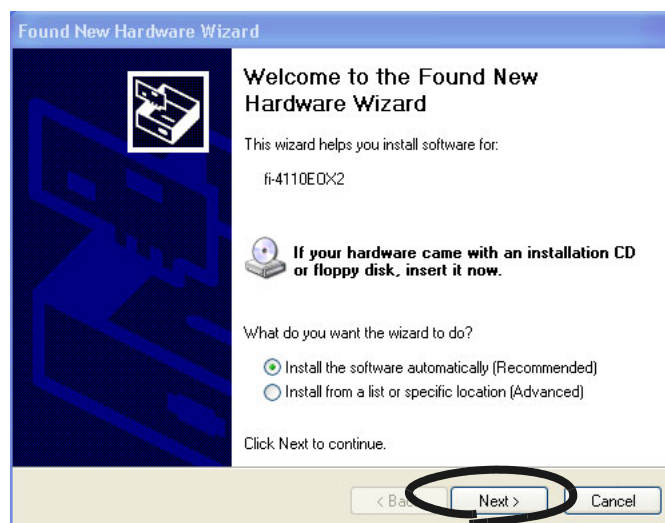 Found New Hardware Wizard
Welcome to the Found New
Hardware Wizard
This wizard helps you install software for:
fi-4110EOX2
If your hardware came with an installation CD
or floppy disk, insert it now.
What do you want the wizard to do?
Install the software automatically (Recommended)
Install from a list or specific location (Advanced)
Click Next to continue.
Next > Cancel